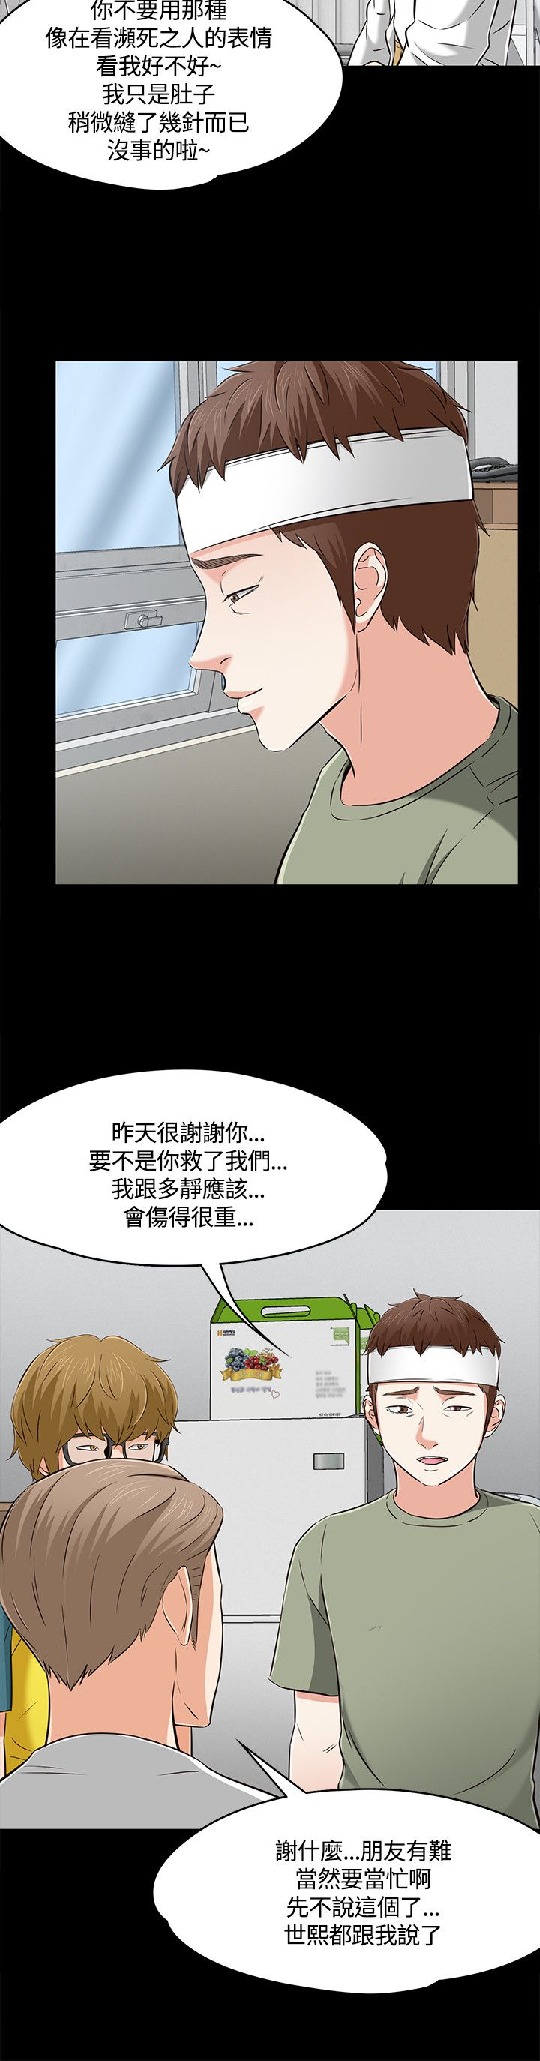 你不要用那種
像在看瀕死之人的表情
看我好不好~
我只是肚子
稍微縫了幾針而已
沒事的啦~
昨天很謝謝你...
要不是你救了我們...
我跟多靜應該...
會傷得很重...
謝什麼...朋友有難
當然要當忙啊
先不說這個了...
世熙都跟我說了